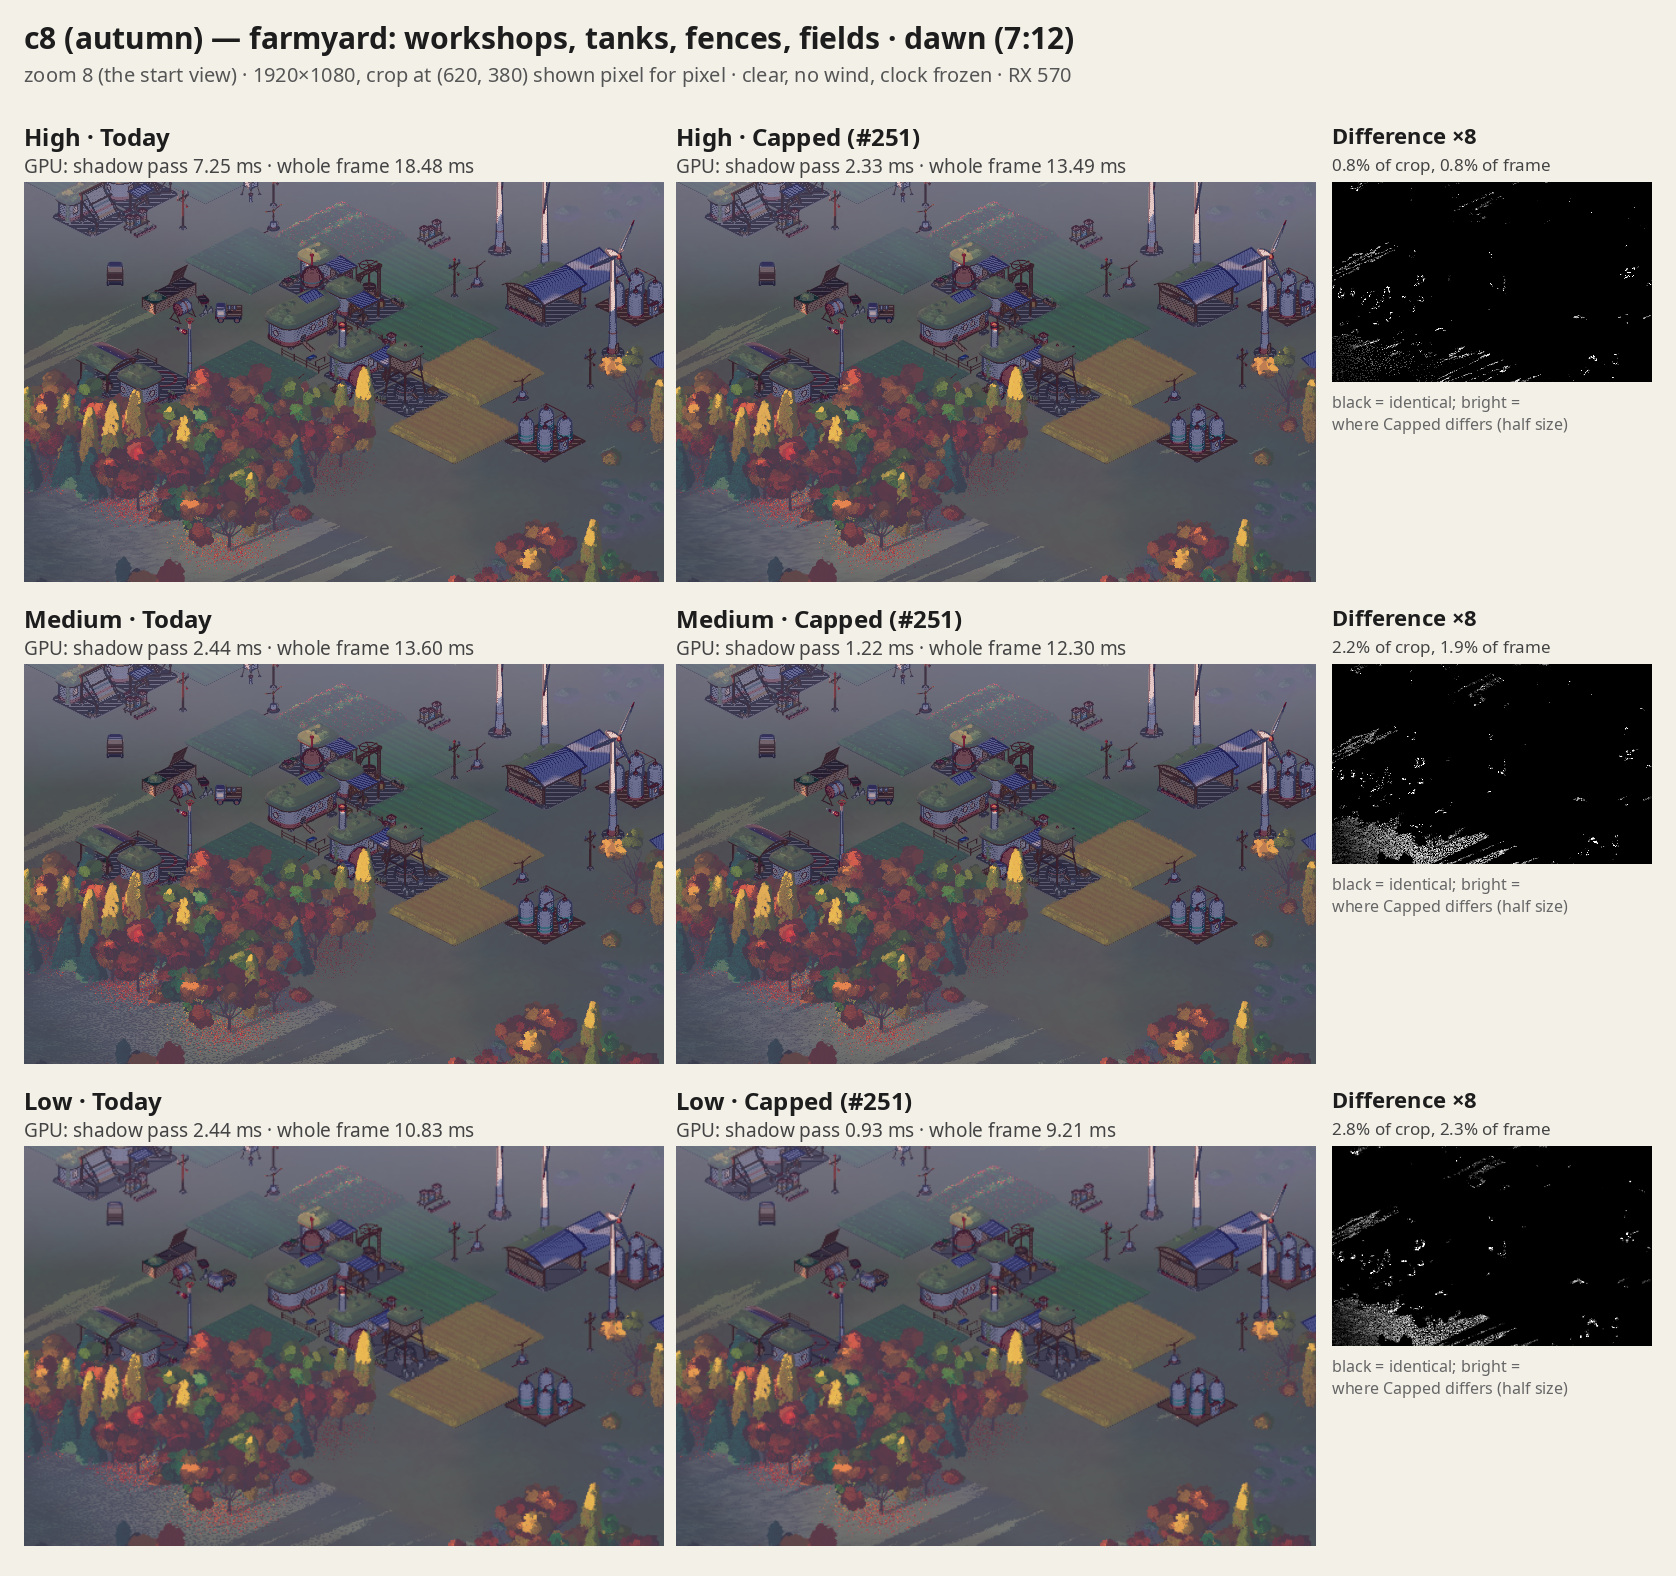 c8 (autumn) — farmyard: workshops, tanks, fences, fields · dawn (7:12)
zoom 8 (the start view) · 1920×1080, crop at (620, 380) shown pixel for pixel · clear, no wind, clock frozen · RX 570
High · Today
GPU: shadow pass 7.25 ms · whole frame 18.48 ms
High · Capped (#251)
GPU: shadow pass 2.33 ms · whole frame 13.49 ms
Difference ×8
0.8% of crop, 0.8% of frame
black = identical; bright =
where Capped differs (half size)
Medium · Today
GPU: shadow pass 2.44 ms · whole frame 13.60 ms
Medium · Capped (#251)
GPU: shadow pass 1.22 ms · whole frame 12.30 ms
Difference ×8
2.2% of crop, 1.9% of frame
black = identical; bright =
where Capped differs (half size)
Low · Today
GPU: shadow pass 2.44 ms · whole frame 10.83 ms
Low · Capped (#251)
GPU: shadow pass 0.93 ms · whole frame 9.21 ms
Difference ×8
2.8% of crop, 2.3% of frame
black = identical; bright =
where Capped differs (half size)